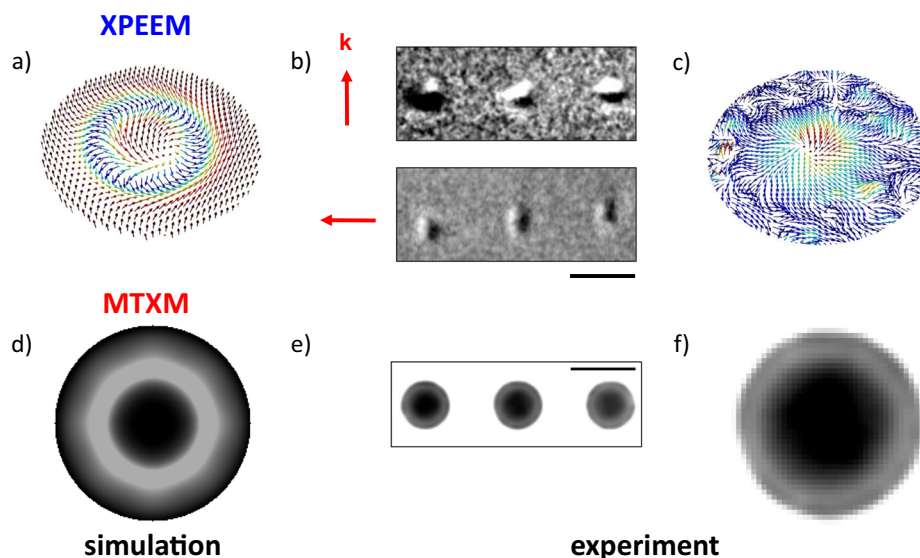 XPEEM
a)
k
b)
c)
MTXM
d)
e)
f)
simulation
experiment